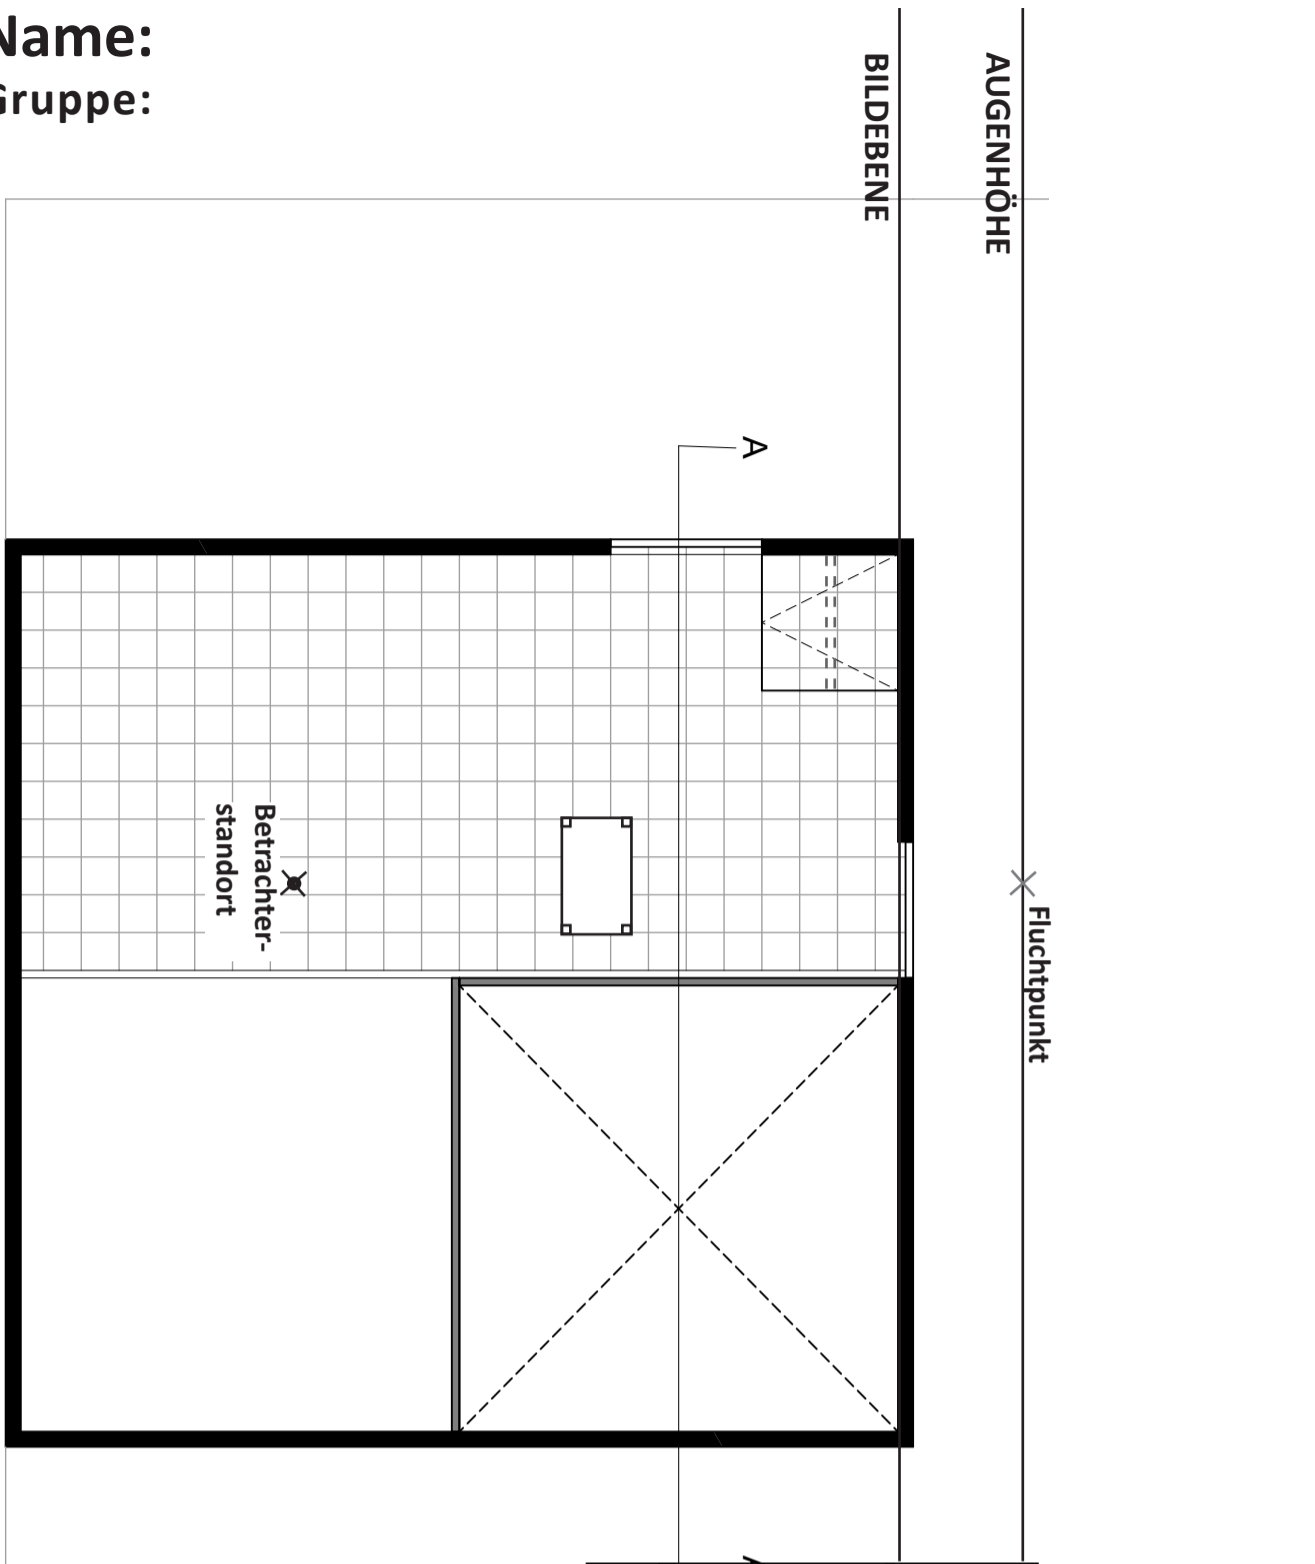 Name:
Gruppe:
BILDEBENE
AUGENHÖHE
A
Betrachter-
standort
Fluchtpunkt